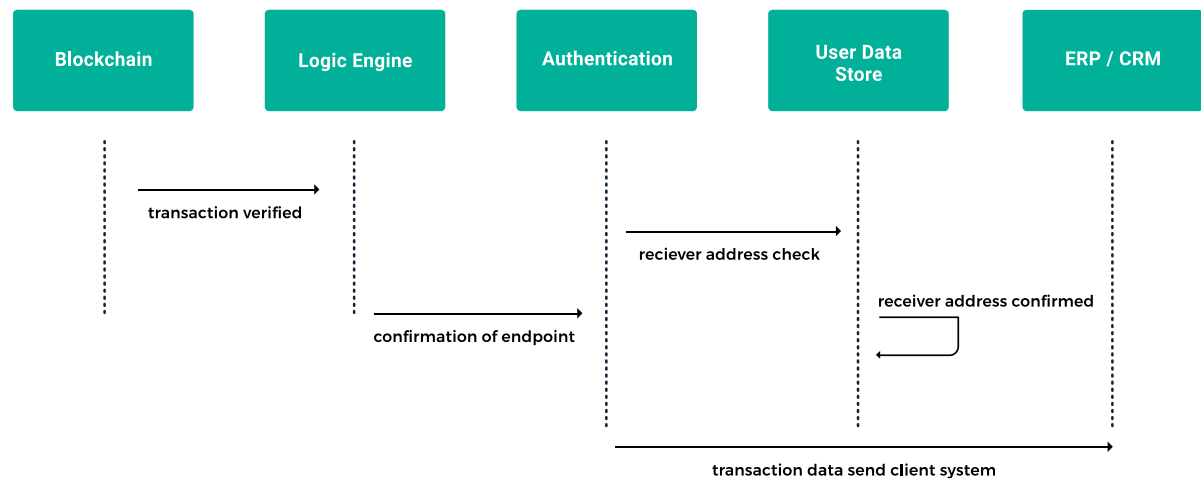 Blockchain
Logic Engine
Authentication
User Data
Store
ERP / CRM
transaction verified
reciever address check
receiver address confirmed
confirmation of endpoint
transaction data send client system